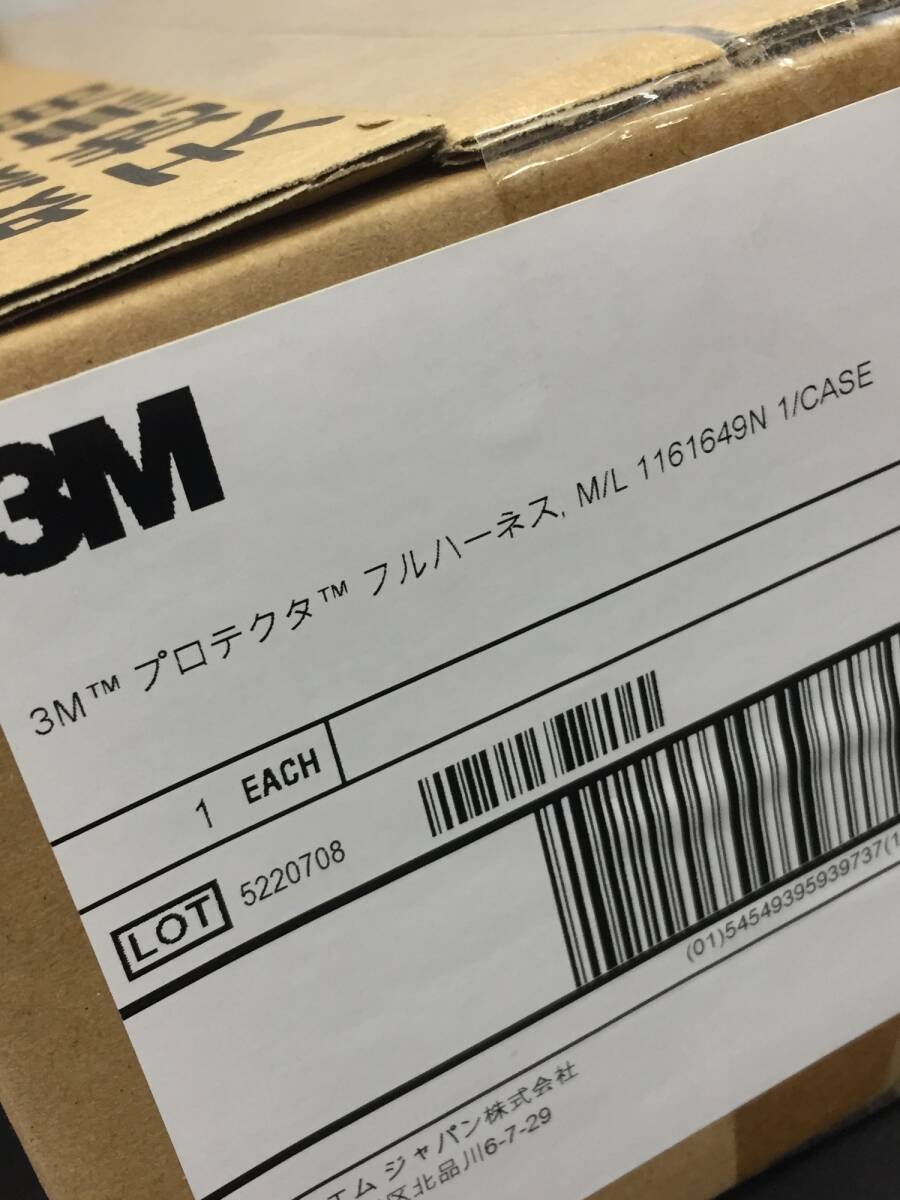 3M
3M™ プロテクタ™ フルハーネス, M/L 1161649N 1/CASE
1 EACH
LOT 5220708
(01)54549395939737(1
エム ジャパン株式会社
区北品川6-7-29